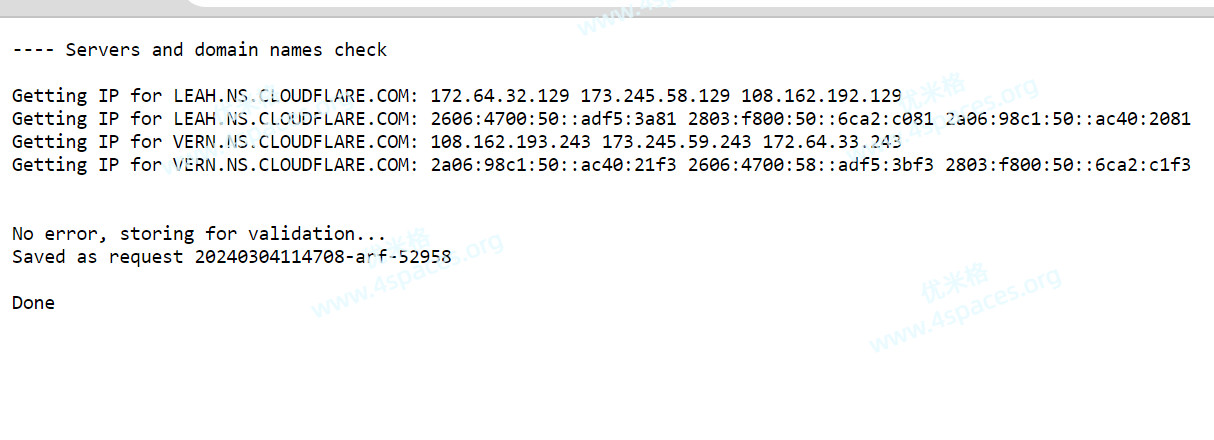 ---- Servers and domain names check
Getting IP for LEAH.NS.CLOUDFLARE.COM: 172.64.32.129 173.245.58.129 108.162.192.129
Getting IP for LEAH.NS.CLOUDFLARE.COM: 2606:4700:50::adf5:3a81 2803:f800:50::6ca2:c081 2a06:98c1:50::ac40:2081
Getting IP for VERN.NS.CLOUDFLARE.COM: 108.162.193.243 173.245.59.243 172.64.33.243
Getting IP for VERN.NS.CLOUDFLARE.COM: 2a06:98c1:50::ac40:21f3 2606:4700:58::adf5:3bf3 2803:f800:50::6ca2:c1f3
No error, storing for validation...
Saved as request 20240304114708-arf-52958
Done
优米格
www.4spaces.org
优米格
www.4spaces.org
优米格
www.4spaces.org